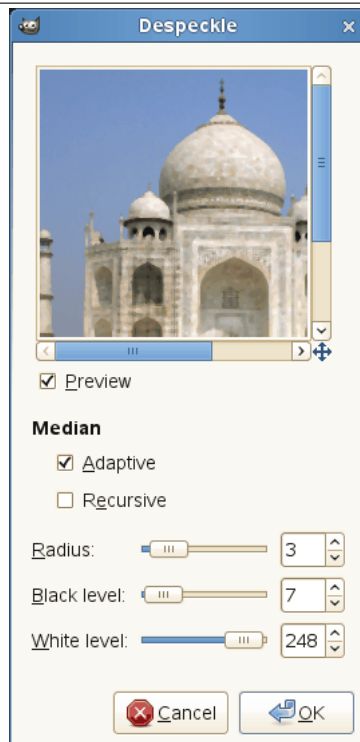 Despeckle
Preview
Median
Adaptive
Recursive
Radius: 3
Black level: 7
White level: 248
Cancel OK